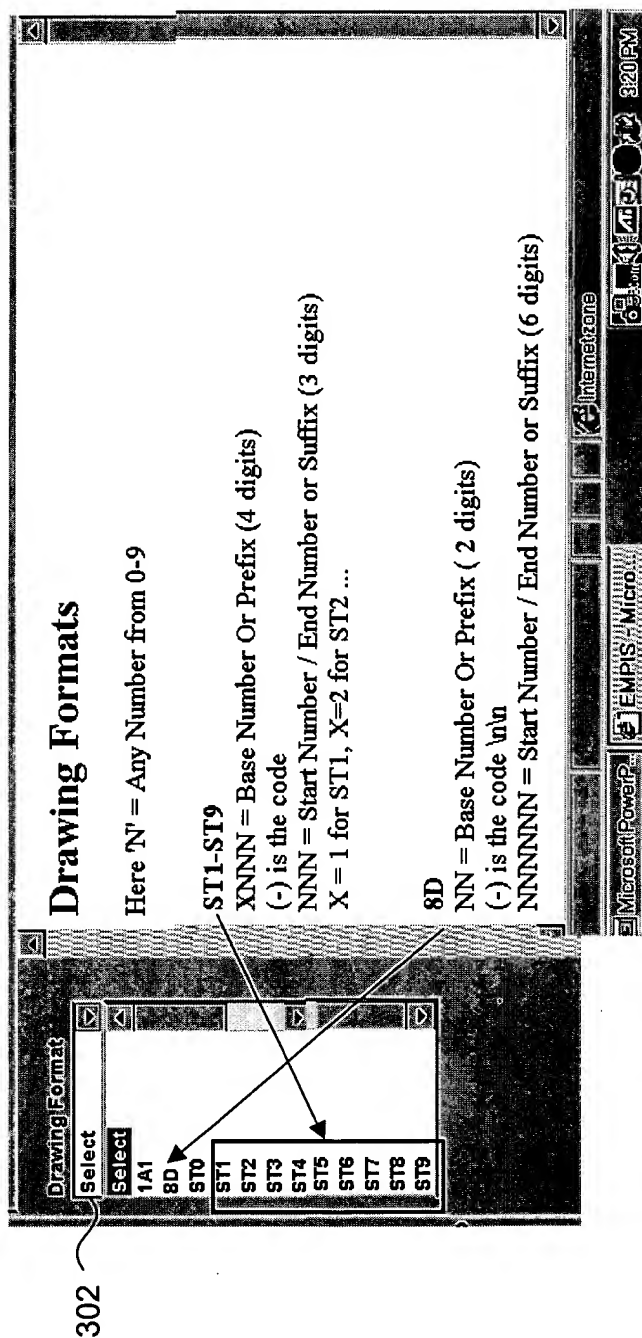 302
Drawing Format
Select
Select
1A1
8D
ST0
ST1
ST2
ST3
ST4
ST5
ST6
ST7
ST8
ST9
Drawing Formats
Here 'N' = Any Number from 0-9
ST1-ST9
XNNN = Base Number Or Prefix (4 digits)
(-) is the code
NNN = Start Number / End Number or Suffix (3 digits)
X = 1 for ST1, X=2 for ST2 ...
8D
NN = Base Number Or Prefix ( 2 digits)
(-) is the code \n\n
NNNNNN = Start Number / End Number or Suffix (6 digits)
Internet zone
Microsoft PowerP...
EMPIS - Micro...
3:20 PM